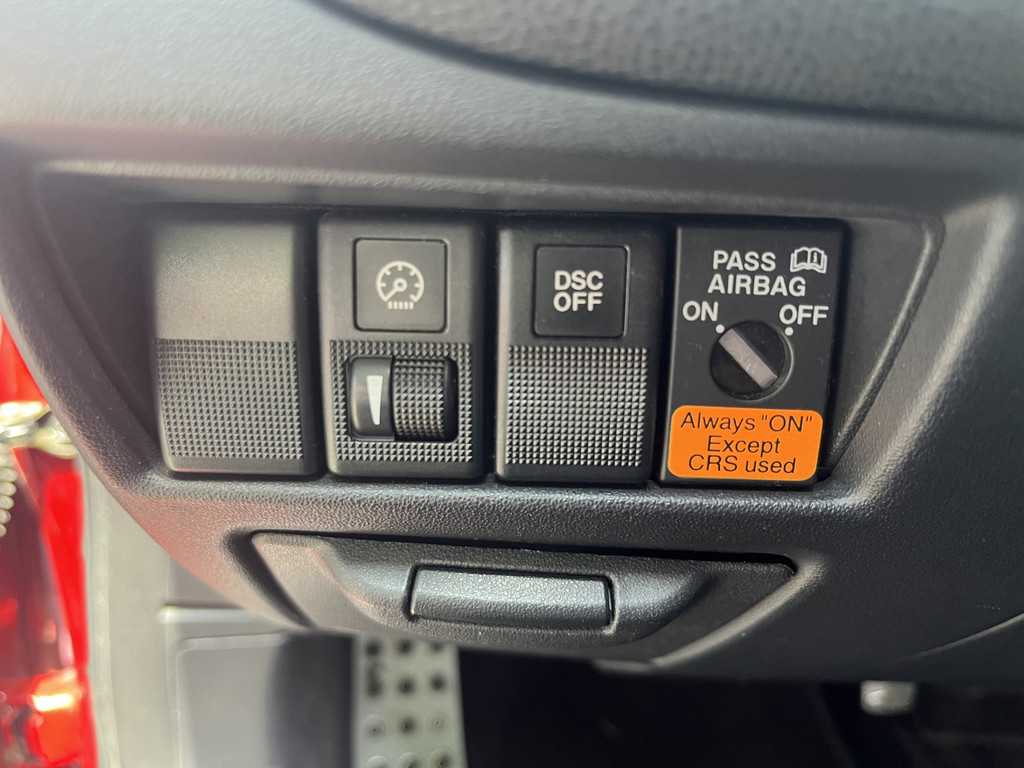 DSC
OFF
PASS
AIRBAG
ON OFF
Always "ON"
Except
CRS used